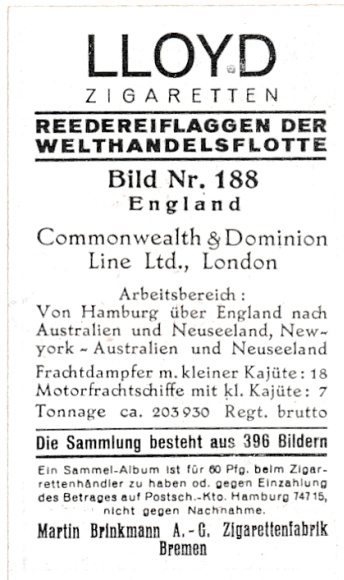 LLOYD
ZIGARETTEN
REEDEREIFLAGGEN DER
WELTHANDELSFLOTTE
Bild Nr. 188
England
Commonwealth & Dominion
Line Ltd., London
Arbeitsbereich :
Von Hamburg über England nach
Australien und Neuseeland, New-
york - Australien und Neuseeland
Frachtdampfer m. kleiner Kajüte : 18
Motorfrachtschiffe mit kl. Kajüte : 7
Tonnage ca. 203930 Regt. brutto
Die Sammlung besteht aus 396 Bildern
Ein Sammel-Album ist für 60 Pfg. beim Zigar-
rettenhändler zu haben od. gegen Einzahlung
des Betrages auf Postsch.-Kto. Hamburg 74715,
nicht gegen Nachnahme.
Martin Brinkmann A.-G. Zigarettenfabrik
Bremen